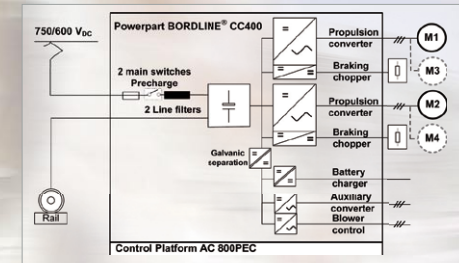 750/600 VDC
Powerpart BORDLINE® CC400
Propulsion
converter
M1
2 main switches
Precharge
Braking
chopper
M3
2 Line filters
Propulsion
converter
M2
Braking
chopper
M4
Galvanic
separation
Battery
charger
Auxiliary
converter
Blower
control
Rail
Control Platform AC 800PEC